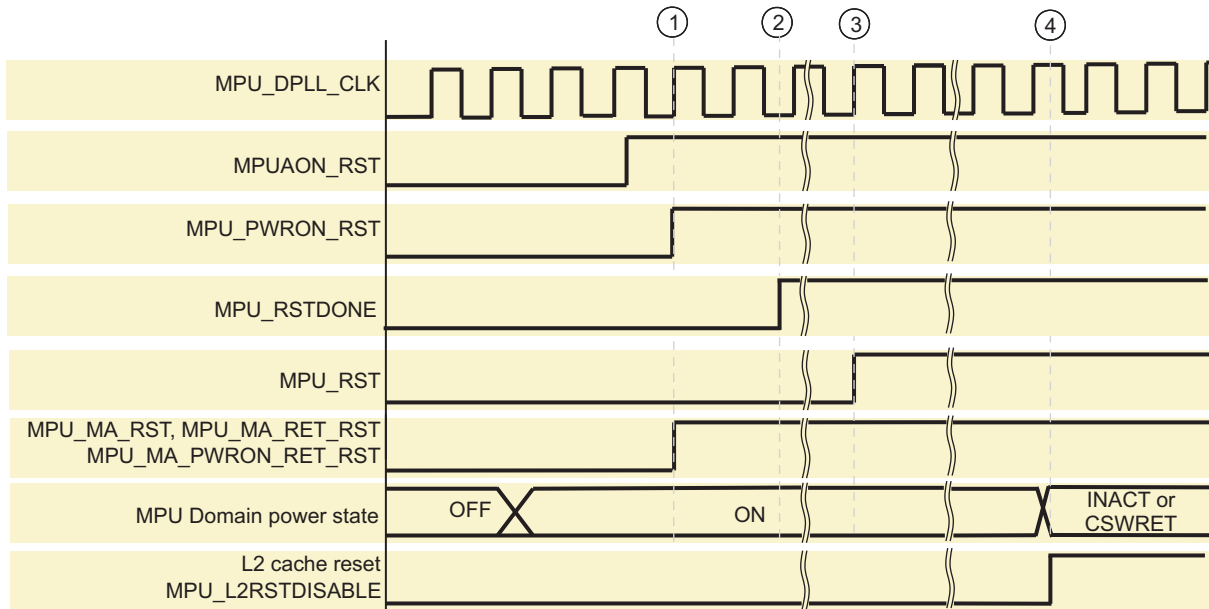 1 2 3 4
MPU_DPLL_CLK
MPUAON_RST
MPU_PWRON_RST
MPU_RSTDONE
MPU_RST
MPU_MA_RST, MPU_MA_RET_RST
MPU_MA_PWRON_RET_RST
MPU Domain power state
OFF
ON
INACT or
CSWRET
L2 cache reset
MPU_L2RSTDISABLE